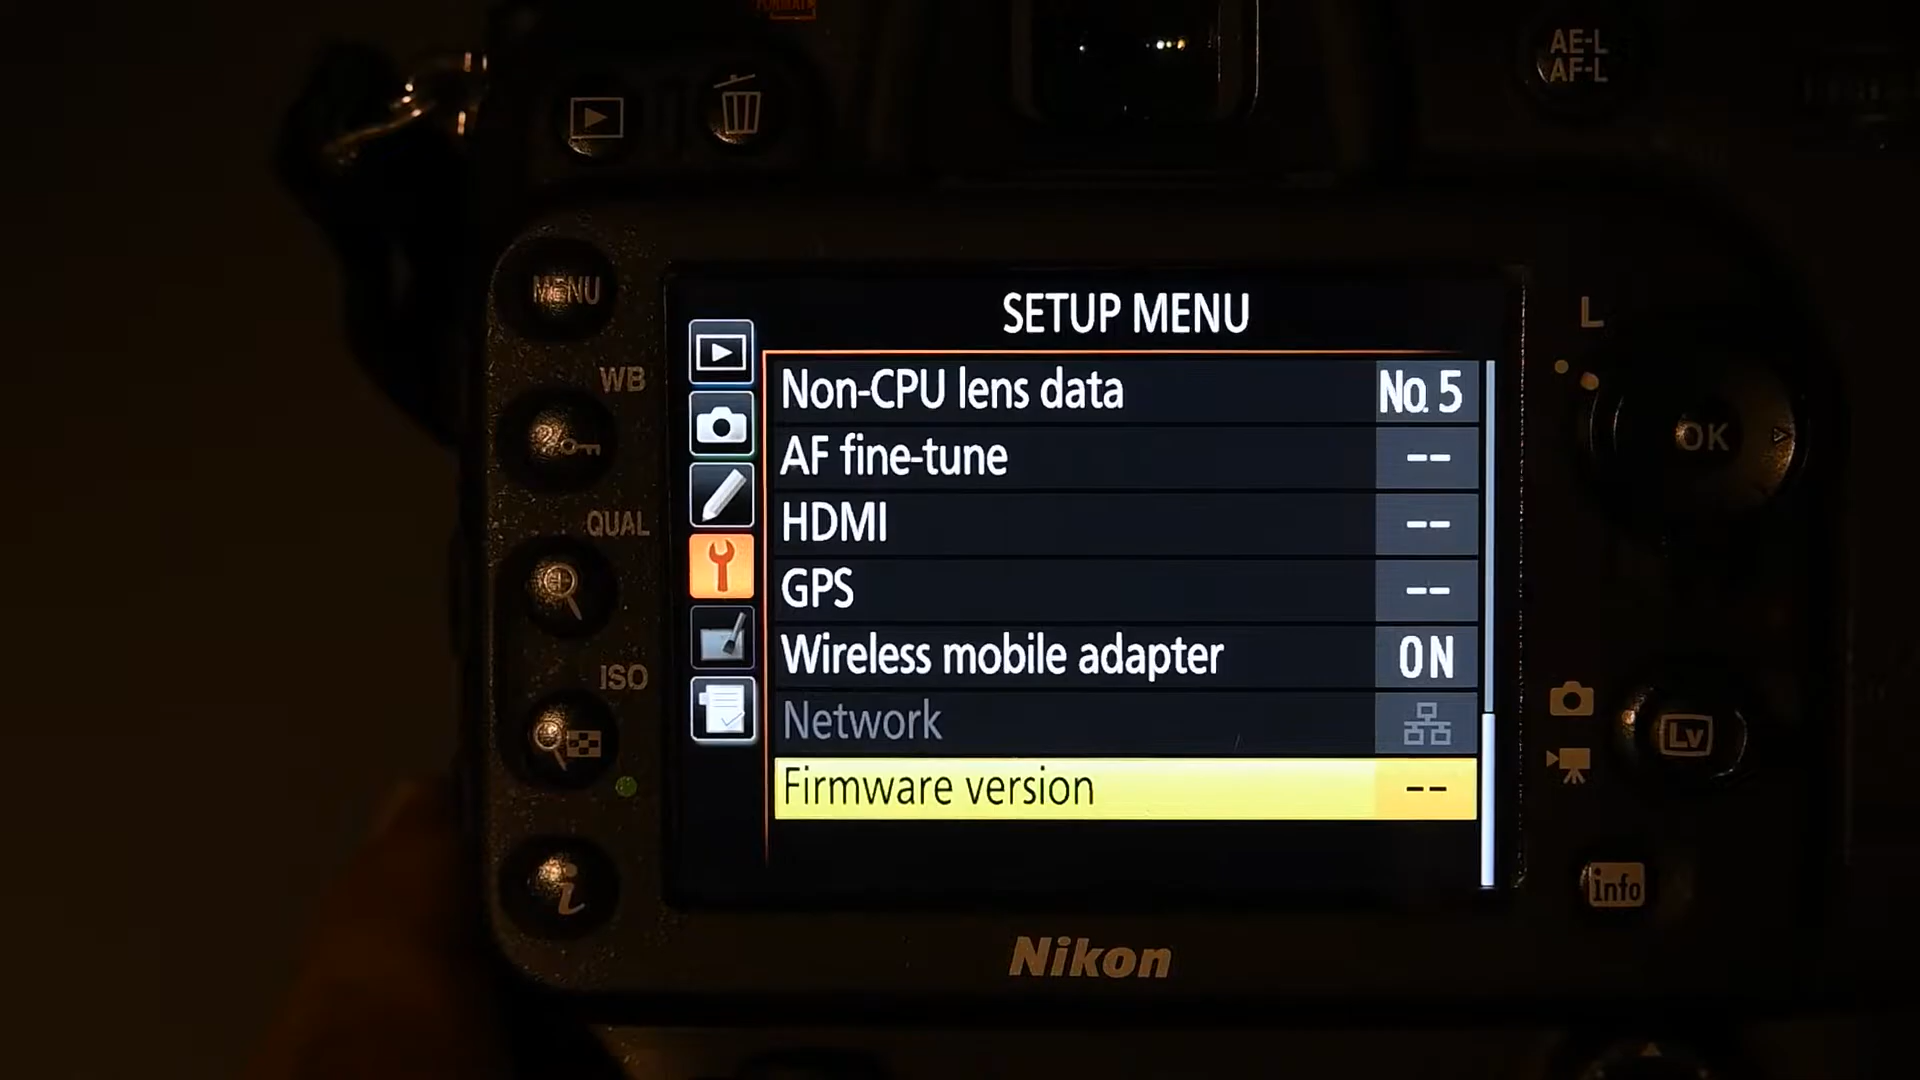 FORMAT
AE-L
AF-L
MENU
SETUP MENU
L
Non-CPU lens data No. 5
WB
AF fine-tune --
OK
HDMI --
QUAL
GPS --
Wireless mobile adapter ON
ISO
Network
Lv
Firmware version --
i
info
Nikon